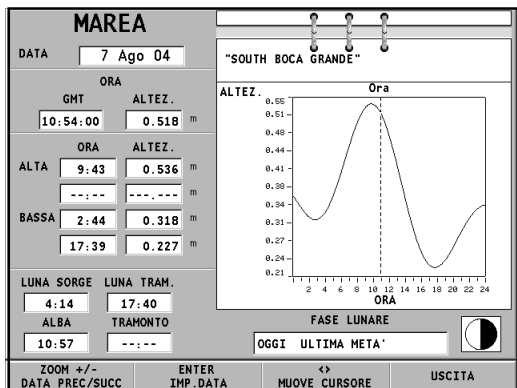 MAREA
DATA 7 Ago 04
ORA
GMT ALTEZ.
10:54:00 0.518 m
ORA ALTEZ.
ALTA 9:43 0.536 m
--:-- ---.--- m
BASSA 2:44 0.318 m
17:39 0.227 m
LUNA SORGE LUNA TRAM.
4:14 17:40
ALBA TRAMONTO
10:57 --:--
"SOUTH BOCA GRANDE"
ALTEZ. Ora
0.55
0.51
0.48
0.44
0.41
0.38
0.34
0.31
0.27
0.24
0.21
2 4 6 8 10 12 14 16 18 20 22 24
ORA
FASE LUNARE
OGGI ULTIMA META'
ZOOM +/- ENTER <> USCITA
DATA PREC/SUCC IMP.DATA MUOVE CURSORE